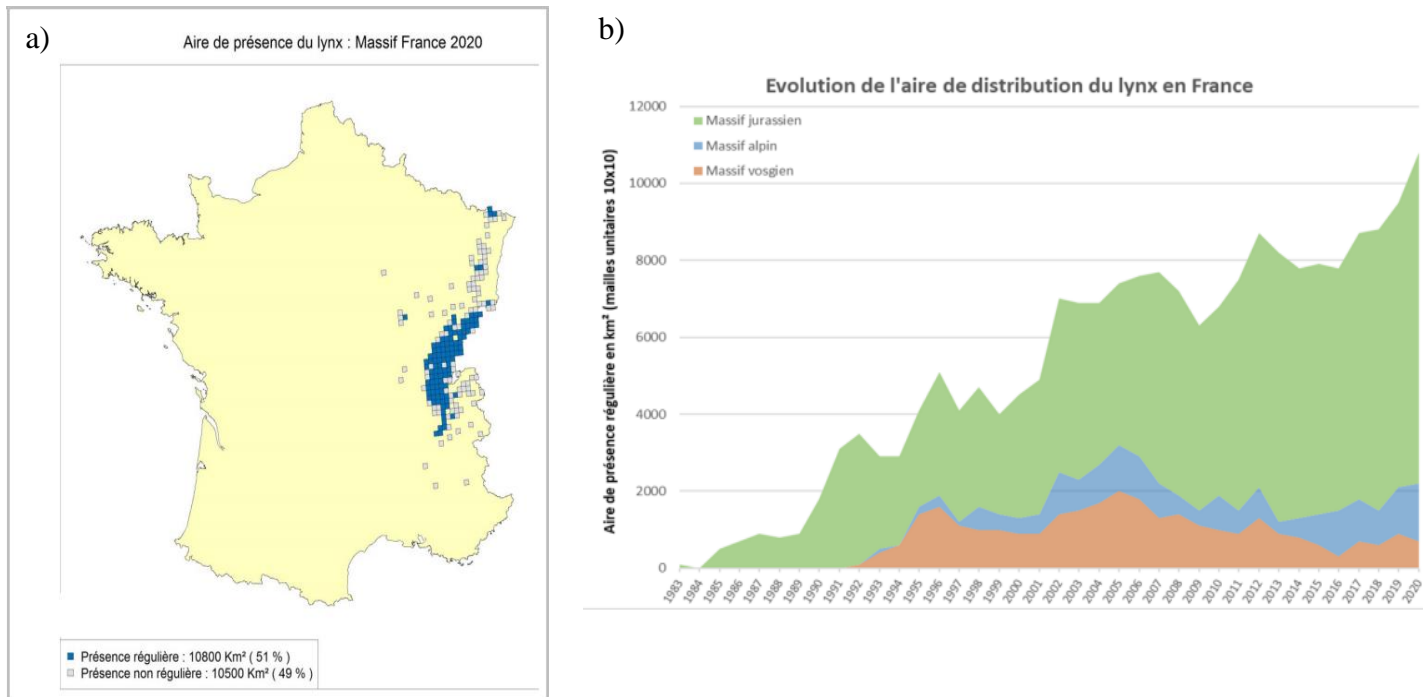 a)
Aire de présence du lynx : Massif France 2020
Présence régulière : 10800 Km² ( 51 % )
Présence non régulière : 10500 Km² ( 49 % )
b)
Evolution de l'aire de distribution du lynx en France
Aire de présence régulière en km² (mailles unitaires 10x10)
12000
10000
8000
6000
4000
2000
0
Massif jurassien
Massif alpin
Massif vosgien
1983 1984 1985 1986 1987 1988 1989 1990 1991 1992 1993 1994 1995 1996 1997 1998 1999 2000 2001 2002 2003 2004 2005 2006 2007 2008 2009 2010 2011 2012 2013 2014 2015 2016 2017 2018 2019 2020